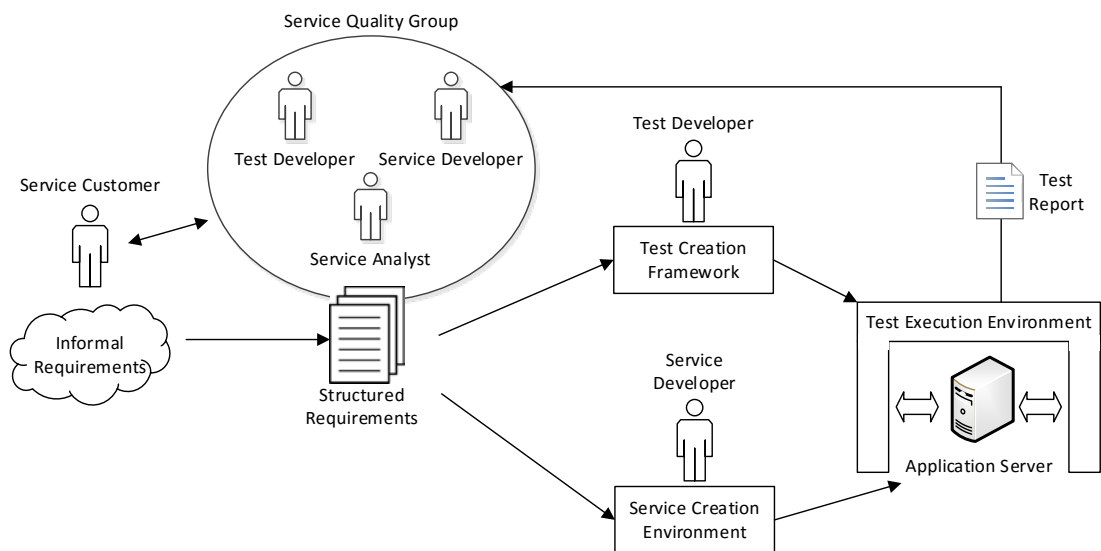 Service Quality Group
Test Developer
Service Developer
Service Analyst
Service Customer
Informal
Requirements
Structured
Requirements
Test Developer
Test Creation
Framework
Service
Developer
Service Creation
Environment
Test
Report
Test Execution Environment
Application Server